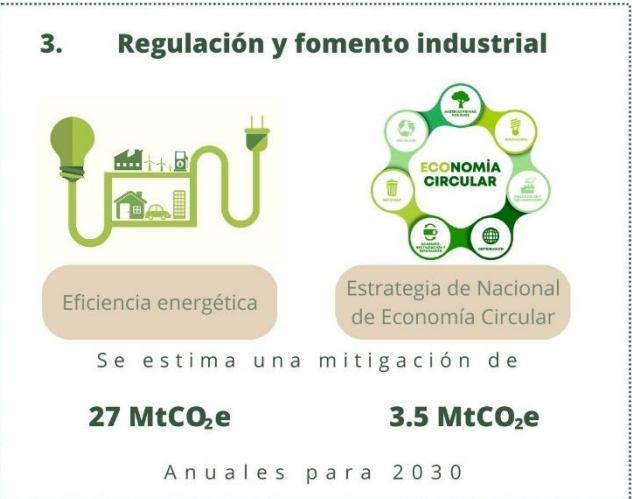 3. Regulación y fomento industrial
ECONOMÍA
CIRCULAR
Eficiencia energética
Estrategia de Nacional
de Economía Circular
Se estima una mitigación de
27 MtCO₂e
3.5 MtCO₂e
Anuales para 2030